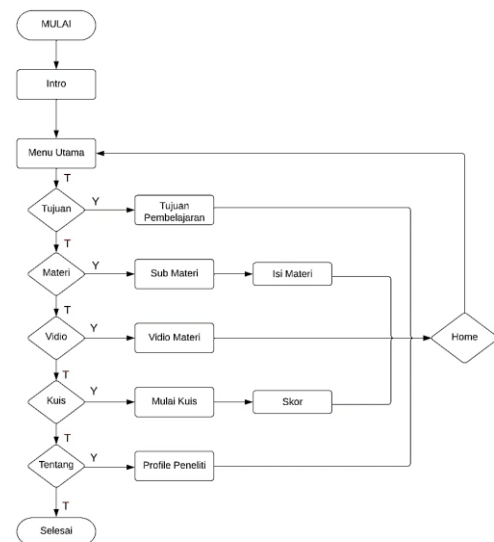 MULAI
Intro
Menu Utama
T
Tujuan
Y
Tujuan
Pembelajaran
T
Materi
Y
Sub Materi
Isi Materi
T
Vidio
Y
Vidio Materi
Home
T
Kuis
Y
Mulai Kuis
Skor
T
Tentang
Y
Profile Peneliti
T
Selesai